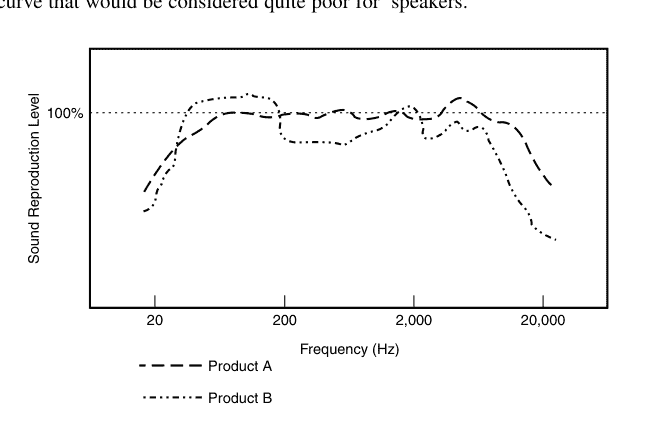 curve that would be considered quite poor for speakers.
Sound Reproduction Level
100%
20 200 2,000 20,000
Frequency (Hz)
Product A
Product B